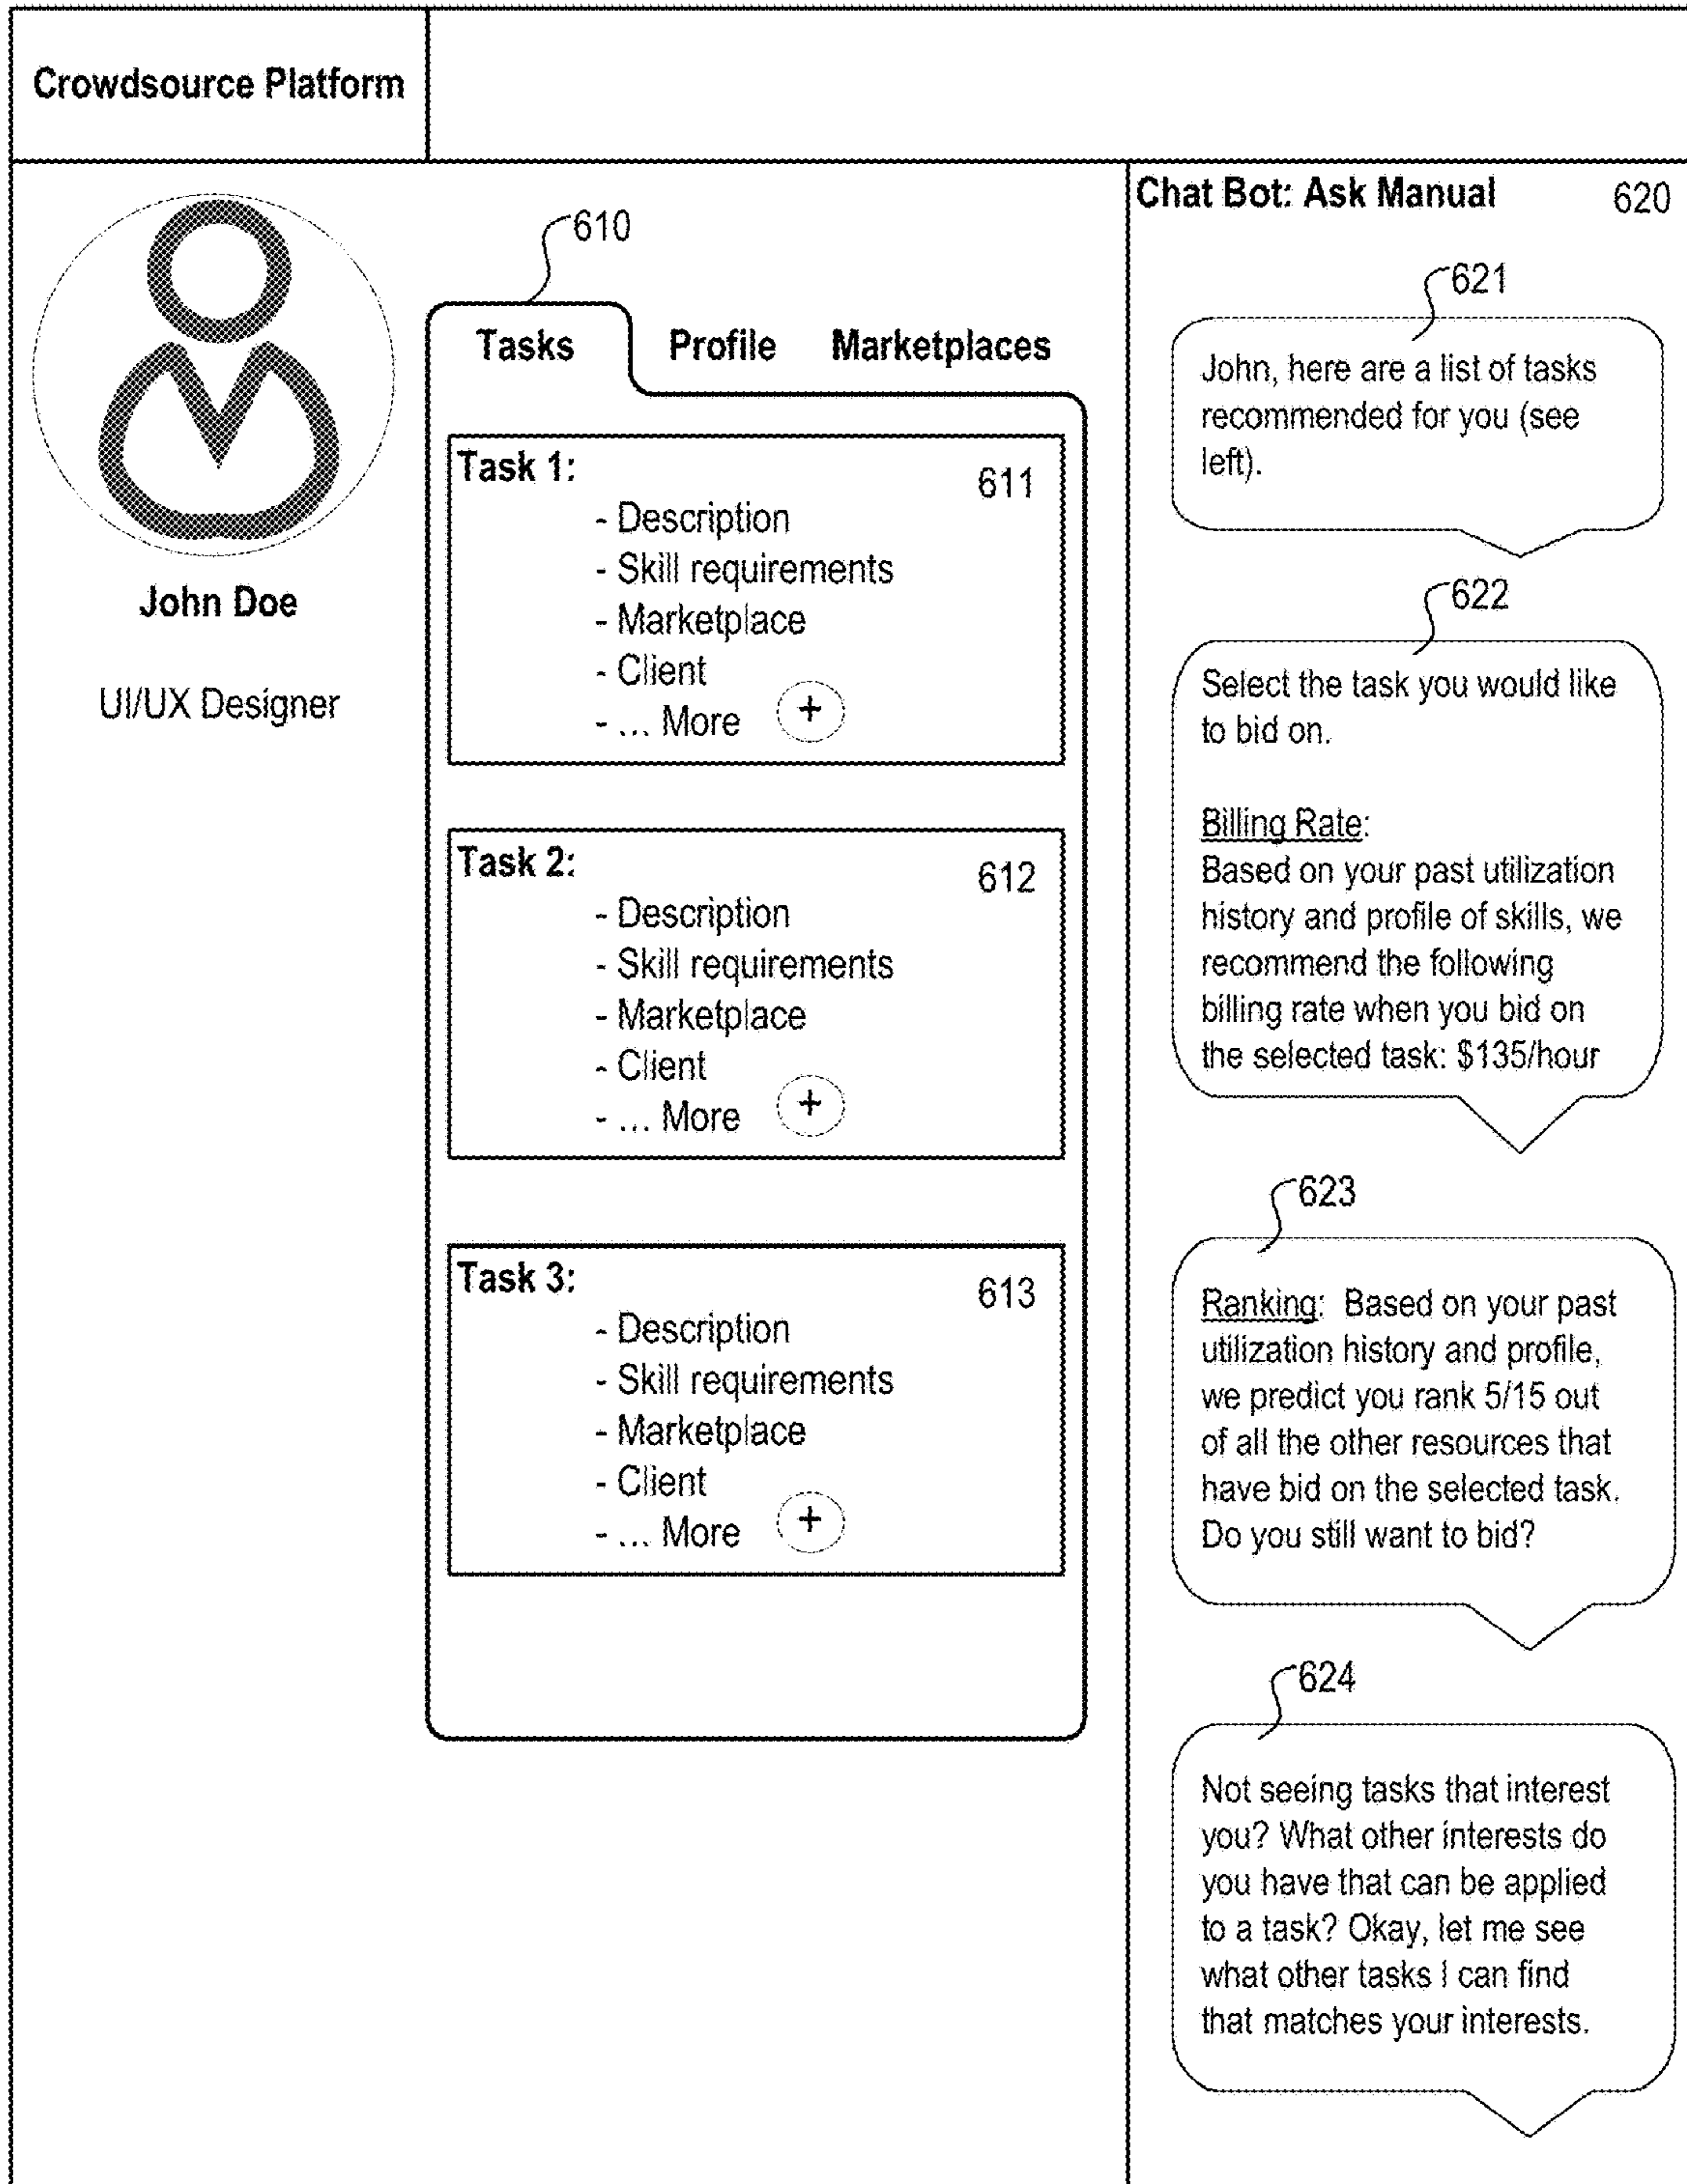 Crowdsource Platform
John Doe
UI/UX Designer
610
Tasks Profile Marketplaces
Task 1:
611
- Description
- Skill requirements
- Marketplace
- Client
- ... More +
Task 2:
612
- Description
- Skill requirements
- Marketplace
- Client
- ... More +
Task 3:
613
- Description
- Skill requirements
- Marketplace
- Client
- ... More +
Chat Bot: Ask Manual 620
621
John, here are a list of tasks
recommended for you (see
left).
622
Select the task you would like
to bid on.
Billing Rate:
Based on your past utilization
history and profile of skills, we
recommend the following
billing rate when you bid on
the selected task: $135/hour
623
Ranking: Based on your past
utilization history and profile,
we predict you rank 5/15 out
of all the other resources that
have bid on the selected task.
Do you still want to bid?
624
Not seeing tasks that interest
you? What other interests do
you have that can be applied
to a task? Okay, let me see
what other tasks I can find
that matches your interests.